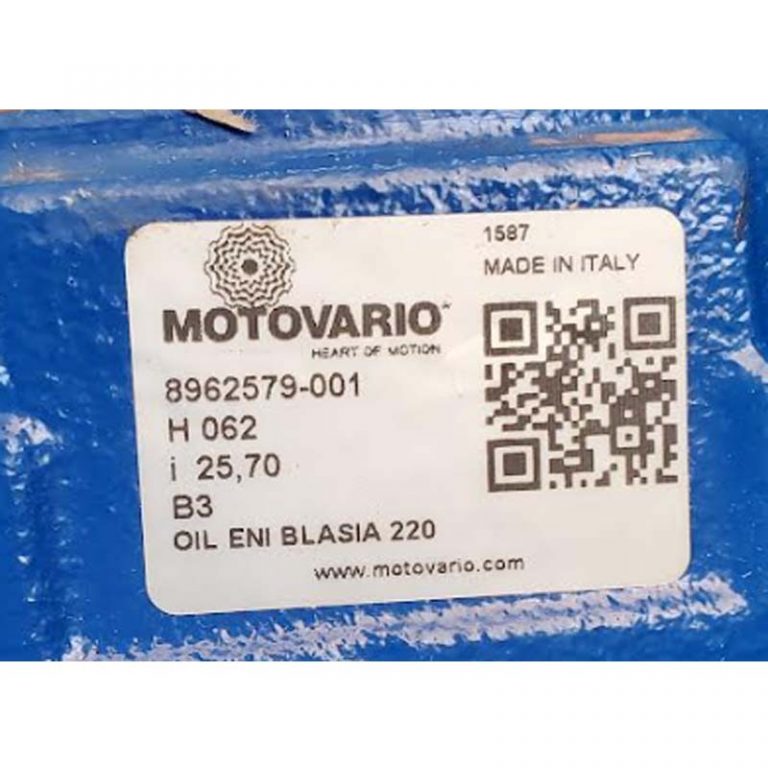 1587
MADE IN ITALY
MOTOVARIO
HEART OF MOTION
8962579-001
H 062
i 25,70
B3
OIL ENI BLASIA 220
www.motovario.com